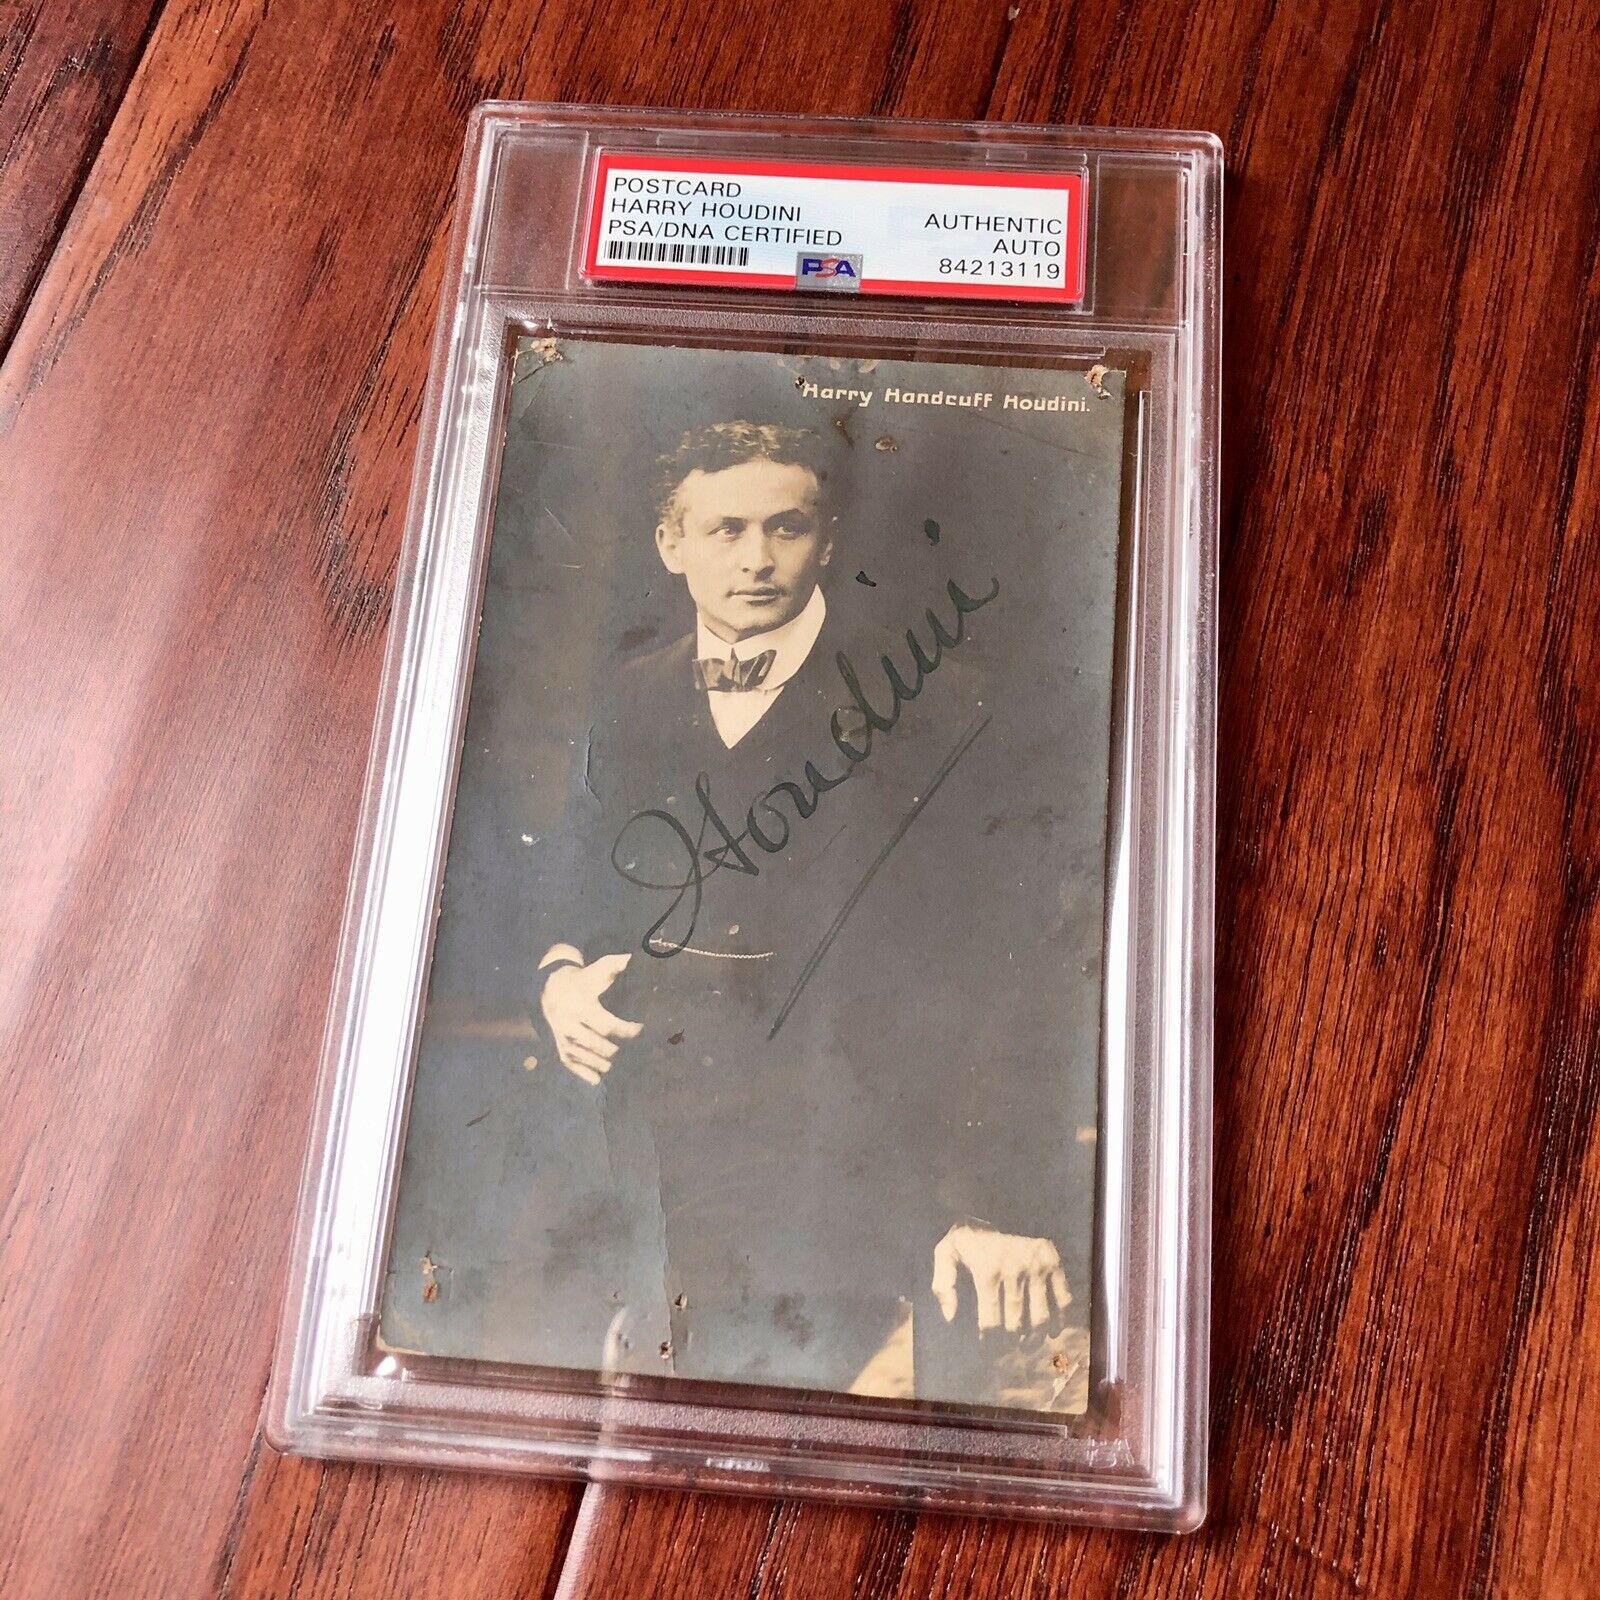 POSTCARD
HARRY HOUDINI
PSA/DNA CERTIFIED
AUTHENTIC
AUTO
84213119
PSA
Harry Handcuff Houdini.
Houdini